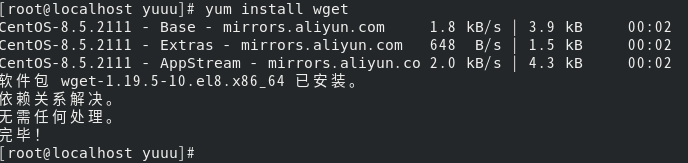 [root@localhost yuuu]# yum install wget
CentOS-8.5.2111 - Base - mirrors.aliyun.com     1.8 kB/s | 3.9 kB     00:02
CentOS-8.5.2111 - Extras - mirrors.aliyun.com   648  B/s | 1.5 kB     00:02
CentOS-8.5.2111 - AppStream - mirrors.aliyun.co 2.0 kB/s | 4.3 kB     00:02
软件包 wget-1.19.5-10.el8.x86_64 已安装。
依赖关系解决。
无需任何处理。
完毕！
[root@localhost yuuu]#